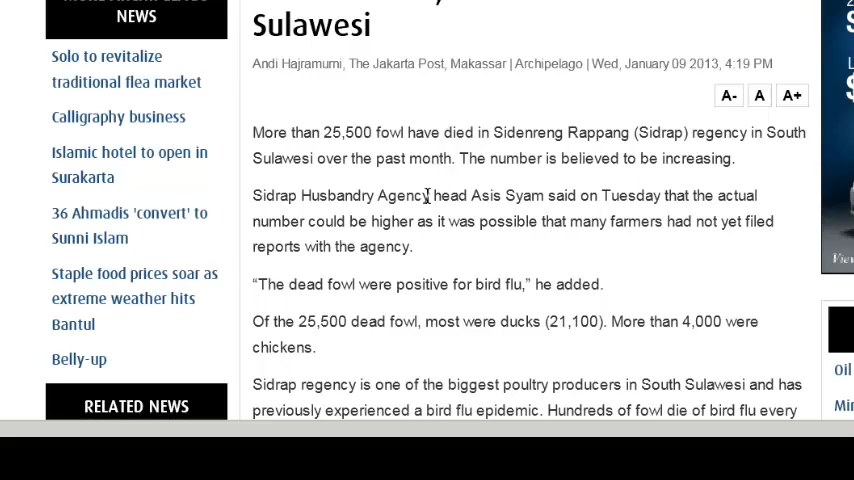 NEWS
Solo to revitalize
traditional flea market
Calligraphy business
Islamic hotel to open in
Surakarta
36 Ahmadis 'convert' to
Sunni Islam
Staple food prices soar as
extreme weather hits
Bantul
Belly-up
RELATED NEWS
Sulawesi
Andi Hajramurni, The Jakarta Post, Makassar | Archipelago | Wed, January 09 2013, 4:19 PM
A- A A+
More than 25,500 fowl have died in Sidenreng Rappang (Sidrap) regency in South
Sulawesi over the past month. The number is believed to be increasing.
Sidrap Husbandry Agency head Asis Syam said on Tuesday that the actual
number could be higher as it was possible that many farmers had not yet filed
reports with the agency.
“The dead fowl were positive for bird flu,” he added.
Of the 25,500 dead fowl, most were ducks (21,100). More than 4,000 were
chickens.
Sidrap regency is one of the biggest poultry producers in South Sulawesi and has
previously experienced a bird flu epidemic. Hundreds of fowl die of bird flu every
Oil